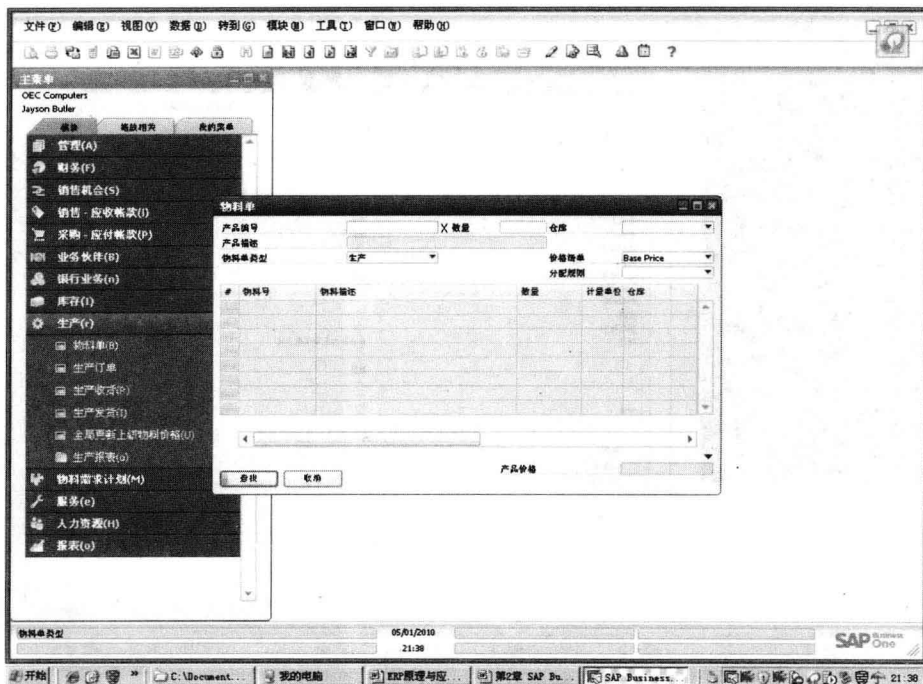 文件(F) 编辑(E) 视图(V) 数据(D) 转到(G) 模块(M) 工具(T) 窗口(W) 帮助(H)
主菜单
OEC Computers
Jayson Butler
模块 拖放相关 我的菜单
管理(A)
财务(F)
销售机会(S)
销售 - 应收帐款(I)
采购 - 应付帐款(P)
业务伙伴(B)
银行业务(n)
库存(I)
生产(r)
物料单(B)
生产订单
生产收货(R)
生产发货(I)
全局更新上级物料价格(U)
生产报表(o)
物料需求计划(M)
服务(e)
人力资源(H)
报表(o)
物料单
产品编号 X 数量 仓库
产品描述
物料单类型 生产 价格清单 Base Price
分配规则
# 物料号 物料描述 数量 计量单位 仓库
产品价格
查找 取消
物料单类型 05/01/2010
21:38
SAP Business One
开始 C:\Document... 我的电脑 ERP原理与应... 第2章 SAP Bu... SAP Business... 21:38